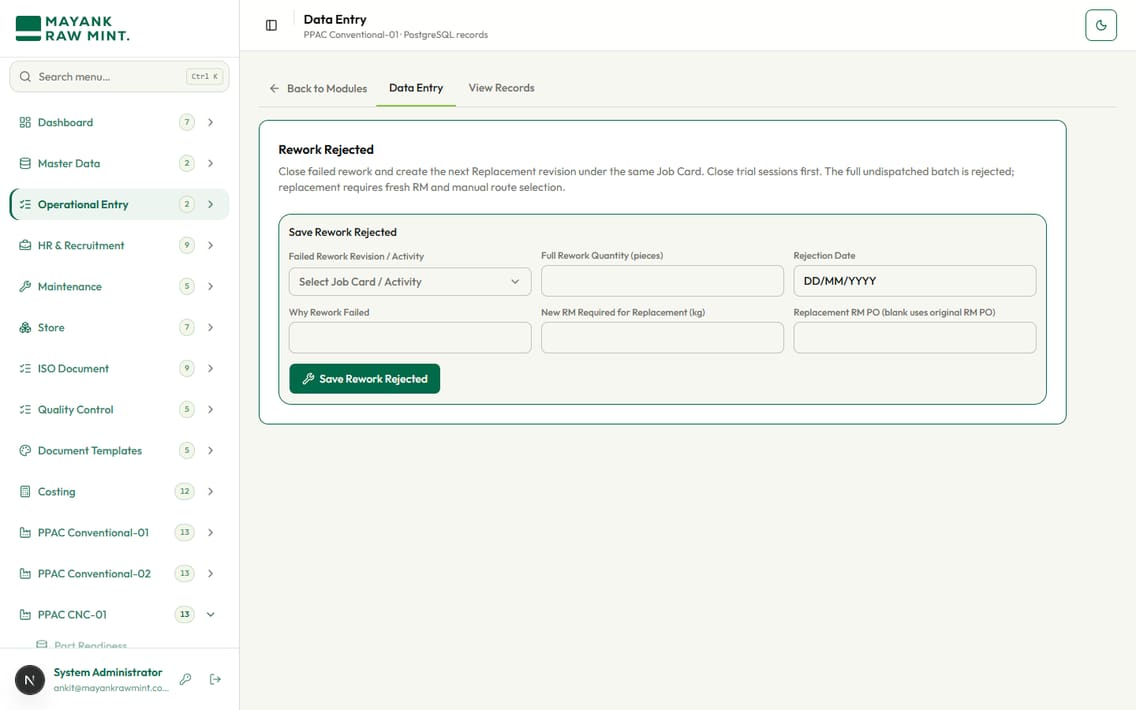 MAYANK
RAW MINT.
Search menu...
Ctrl K
Dashboard
7
Master Data
2
Operational Entry
2
HR & Recruitment
9
Maintenance
5
Store
7
ISO Document
9
Quality Control
5
Document Templates
5
Costing
12
PPAC Conventional-01
13
PPAC Conventional-02
13
PPAC CNC-01
13
Part Readiness
N
System Administrator
ankit@mayankrawmint.co...
Data Entry
PPAC Conventional-01 · PostgreSQL records
Back to Modules
Data Entry
View Records
Rework Rejected
Close failed rework and create the next Replacement revision under the same Job Card. Close trial sessions first. The full undispatched batch is rejected;
replacement requires fresh RM and manual route selection.
Save Rework Rejected
Failed Rework Revision / Activity
Select Job Card / Activity
Full Rework Quantity (pieces)
Rejection Date
DD/MM/YYYY
Why Rework Failed
New RM Required for Replacement (kg)
Replacement RM PO (blank uses original RM PO)
Save Rework Rejected